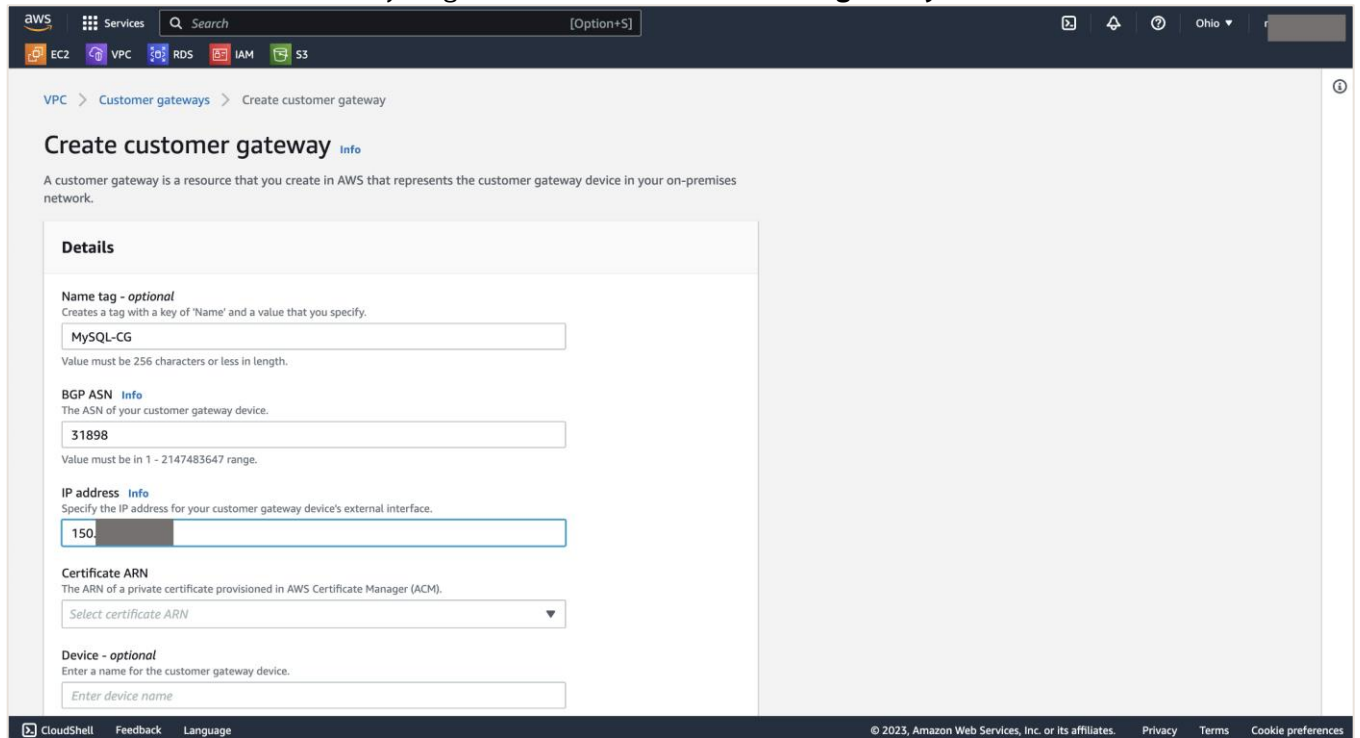 aws Services Search [Option+S] Ohio
EC2 VPC RDS IAM S3
VPC > Customer gateways > Create customer gateway
Create customer gateway Info
A customer gateway is a resource that you create in AWS that represents the customer gateway device in your on-premises
network.
Details
Name tag - optional
Creates a tag with a key of 'Name' and a value that you specify.
MySQL-CG
Value must be 256 characters or less in length.
BGP ASN Info
The ASN of your customer gateway device.
31898
Value must be in 1 - 2147483647 range.
IP address Info
Specify the IP address for your customer gateway device's external interface.
150.
Certificate ARN
The ARN of a private certificate provisioned in AWS Certificate Manager (ACM).
Select certificate ARN
Device - optional
Enter a name for the customer gateway device.
Enter device name
CloudShell Feedback Language © 2023, Amazon Web Services, Inc. or its affiliates. Privacy Terms Cookie preferences